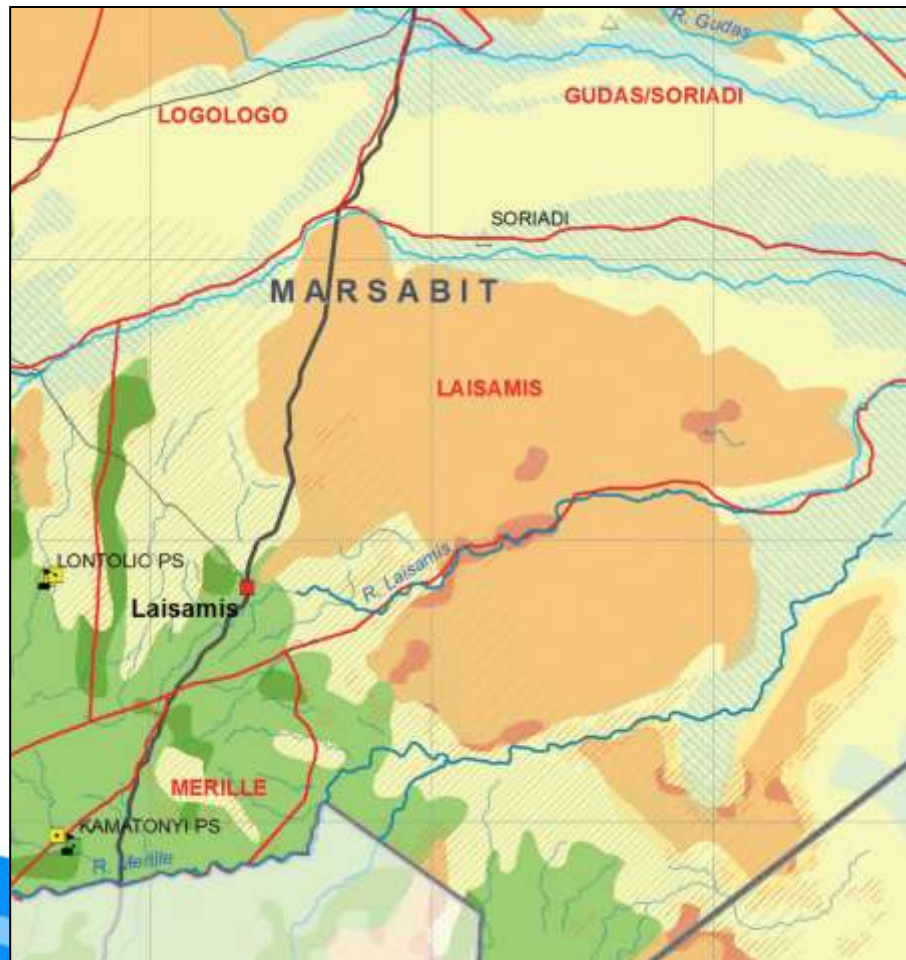 R. Gudas
LOGOLOGO
GUDAS/SORIADI
SORIADI
MARSABIT
LAISAMIS
LONTOLIO PS
R. Laisamis
Laisamis
MERILLE
KAMATONYI PS
R. Merille